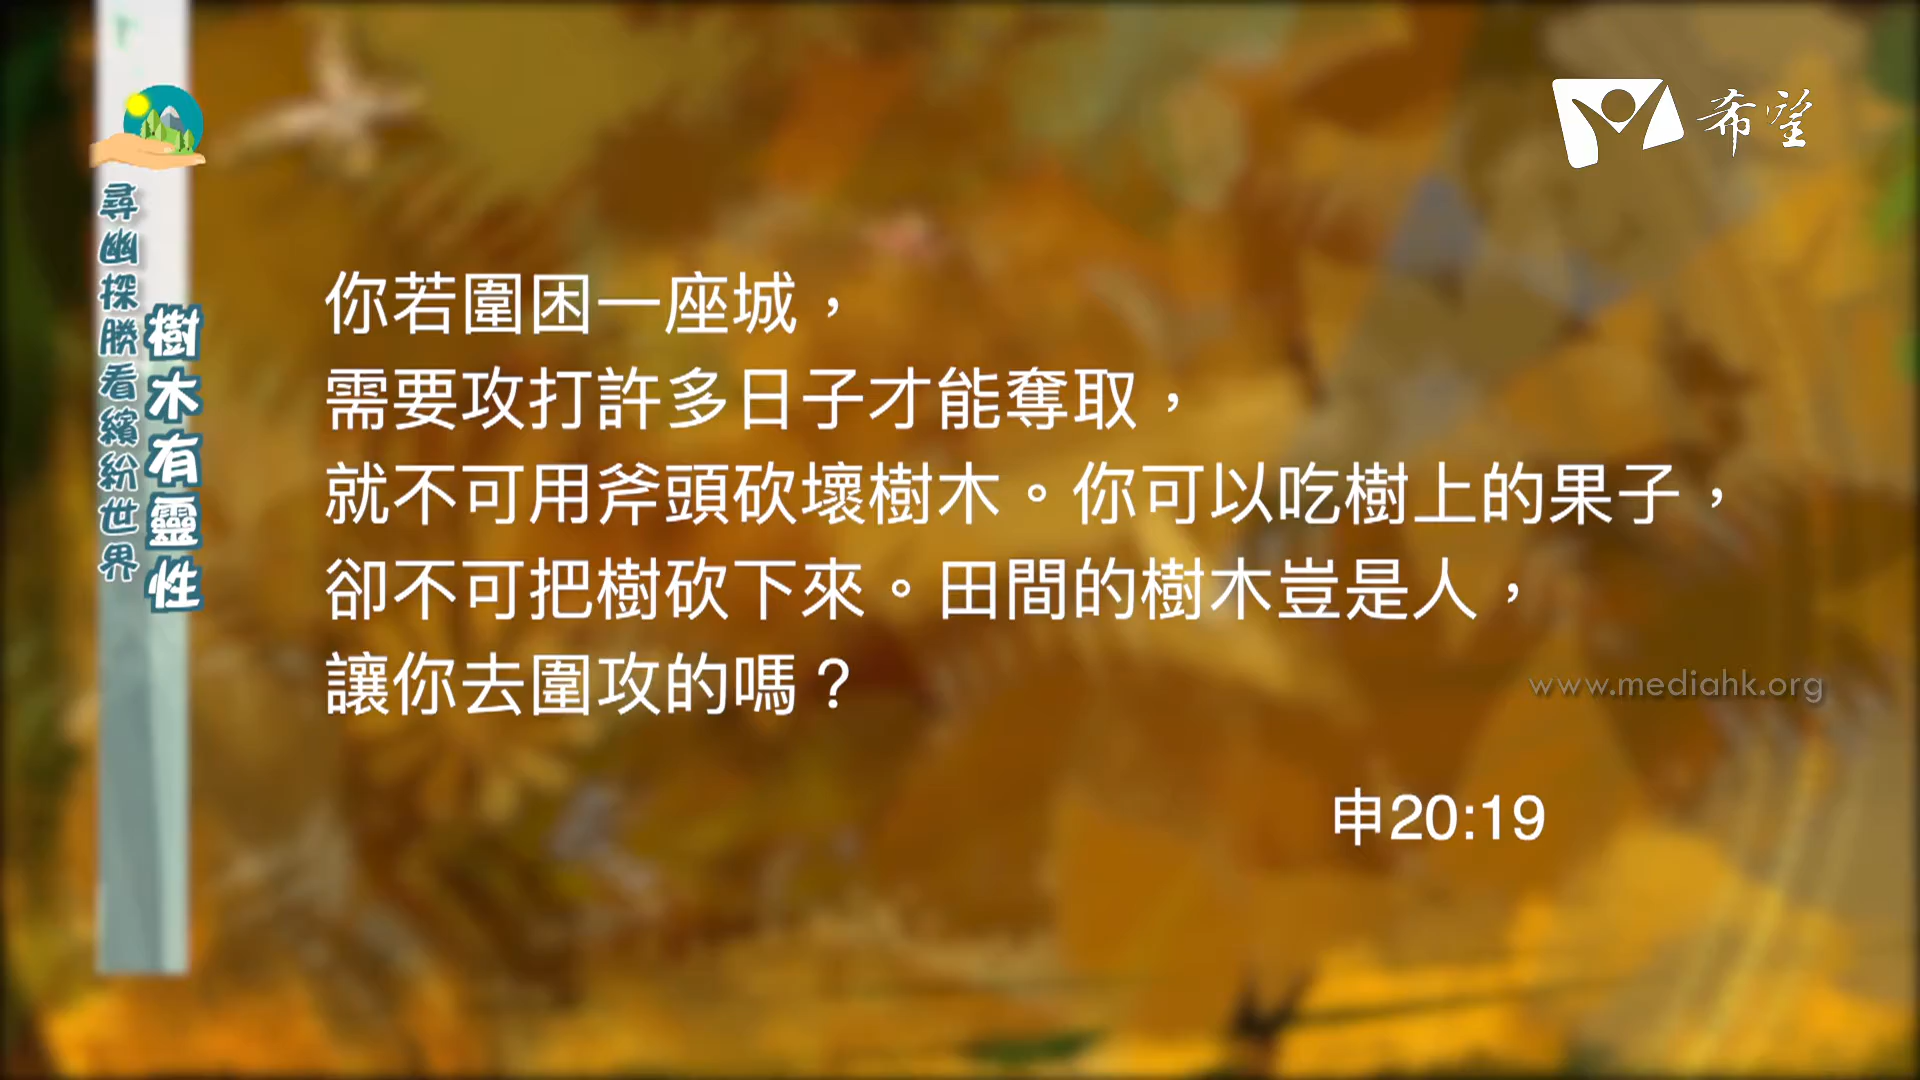 希望
尋幽探勝看繽紛世界
樹木有靈性
你若圍困一座城，
需要攻打許多日子才能奪取，
就不可用斧頭砍壞樹木。你可以吃樹上的果子，
卻不可把樹砍下來。田間的樹木豈是人，
讓你去圍攻的嗎？
www.mediahk.org
申20:19